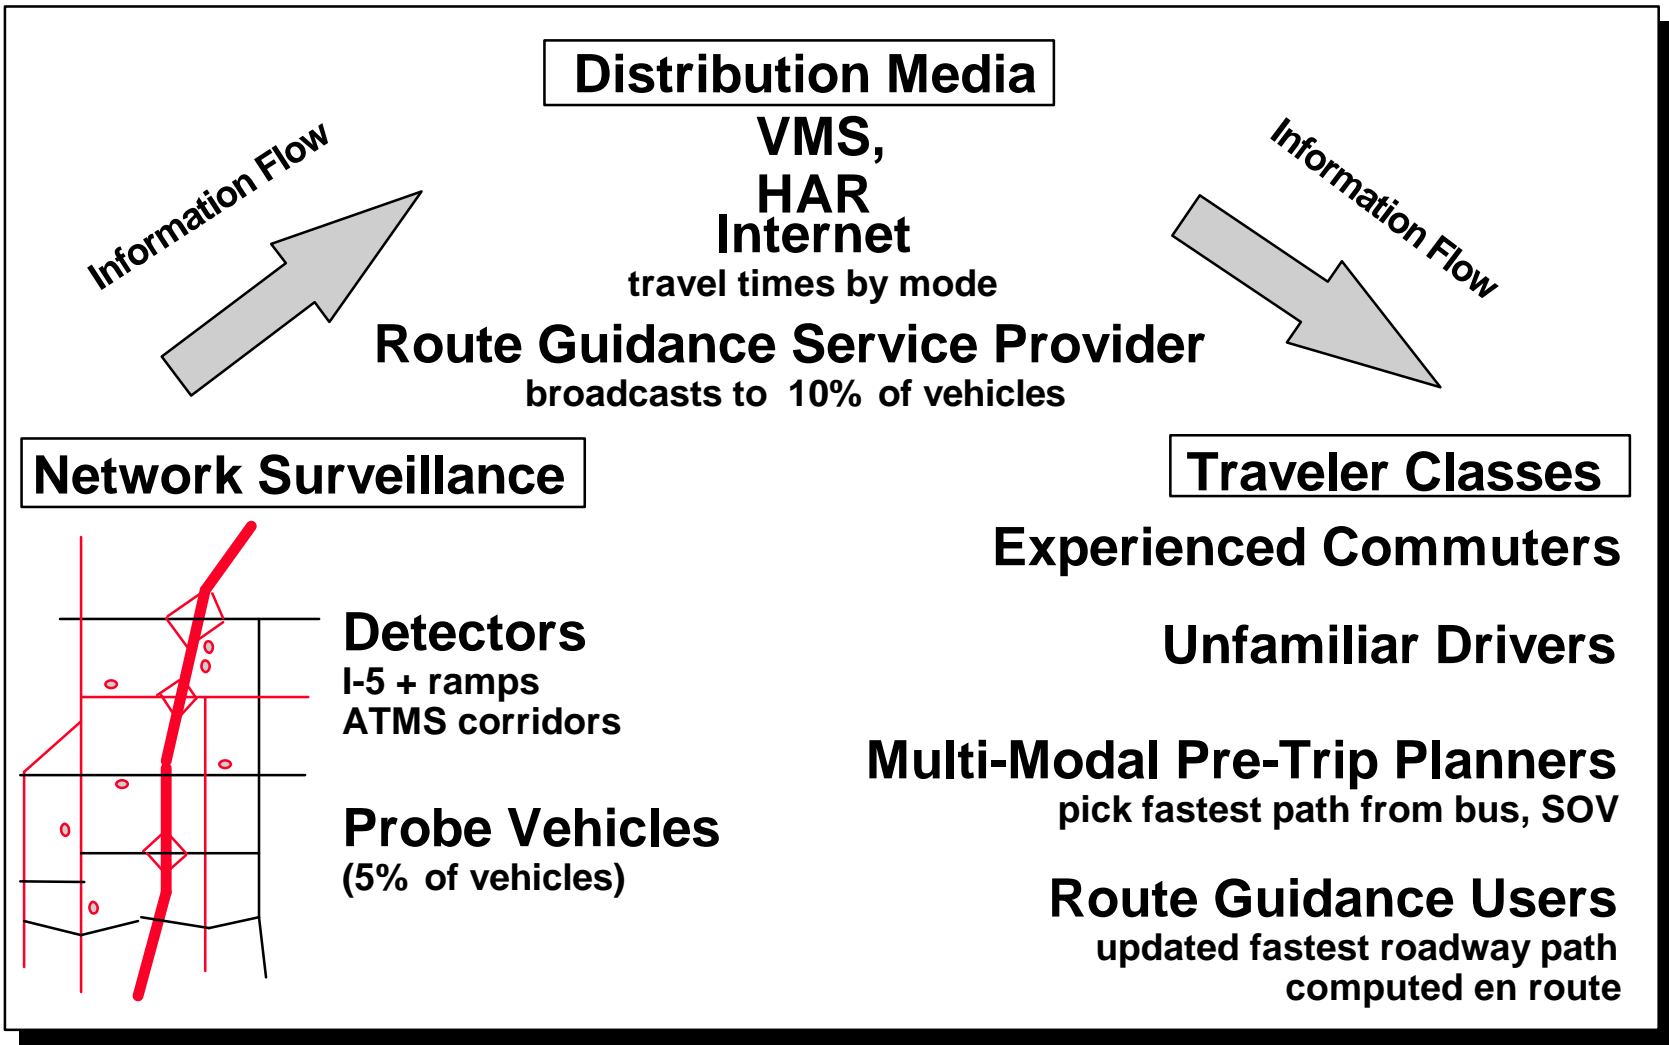 Distribution Media
VMS,
HAR
Internet
travel times by mode
Route Guidance Service Provider
broadcasts to 10% of vehicles
Information Flow
Information Flow
Network Surveillance
Detectors
I-5 + ramps
ATMS corridors
Probe Vehicles
(5% of vehicles)
Traveler Classes
Experienced Commuters
Unfamiliar Drivers
Multi-Modal Pre-Trip Planners
pick fastest path from bus, SOV
Route Guidance Users
updated fastest roadway path
computed en route